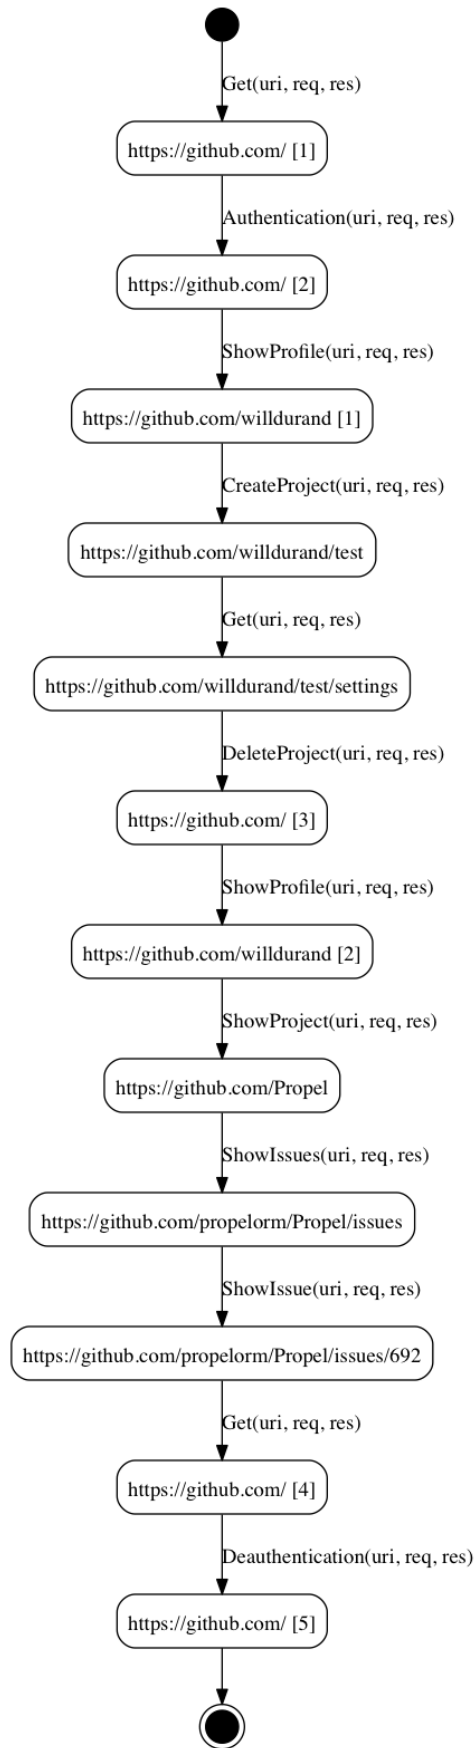 Get(uri, req, res)
https://github.com/ [1]
Authentication(uri, req, res)
https://github.com/ [2]
ShowProfile(uri, req, res)
https://github.com/willdurand [1]
CreateProject(uri, req, res)
https://github.com/willdurand/test
Get(uri, req, res)
https://github.com/willdurand/test/settings
DeleteProject(uri, req, res)
https://github.com/ [3]
ShowProfile(uri, req, res)
https://github.com/willdurand [2]
ShowProject(uri, req, res)
https://github.com/Propel
ShowIssues(uri, req, res)
https://github.com/propelorm/Propel/issues
ShowIssue(uri, req, res)
https://github.com/propelorm/Propel/issues/692
Get(uri, req, res)
https://github.com/ [4]
Deauthentication(uri, req, res)
https://github.com/ [5]